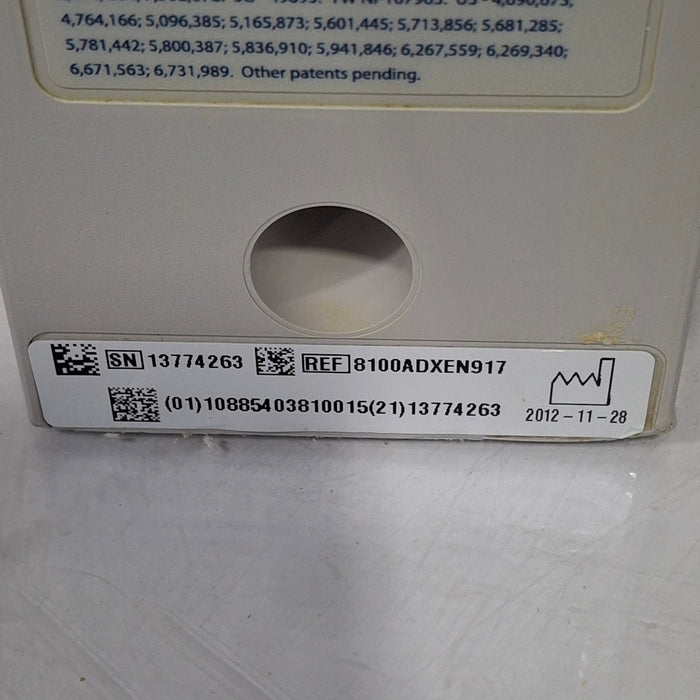 4,764,166; 5,096,385; 5,165,873; 5,601,445; 5,713,856; 5,681,285;
5,781,442; 5,800,387; 5,836,910; 5,941,846; 6,267,559; 6,269,340;
6,671,563; 6,731,989. Other patents pending.
SN 13774263 REF 8100ADXEN917
(01)10885403810015(21)13774263
2012-11-28